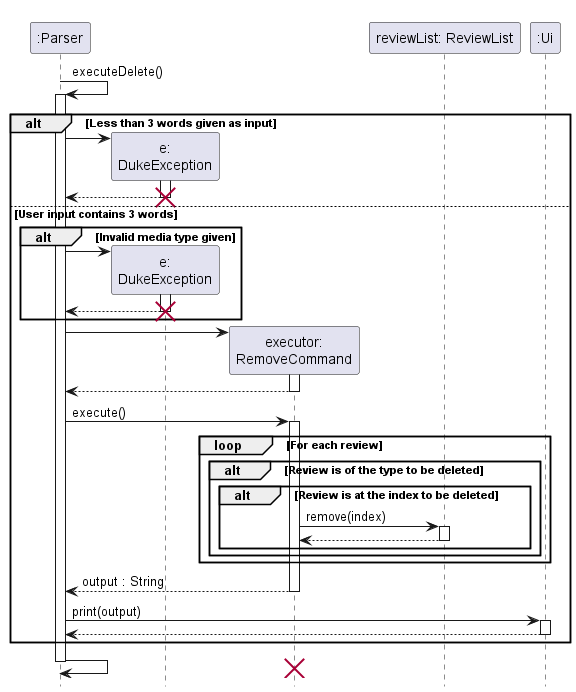 :Parser
reviewList: ReviewList
:Ui
executeDelete()
alt
[Less than 3 words given as input]
e:
DukeException
[User input contains 3 words]
alt
[Invalid media type given]
e:
DukeException
executor:
RemoveCommand
execute()
loop
[For each review]
alt
[Review is of the type to be deleted]
alt
[Review is at the index to be deleted]
remove(index)
output : String
print(output)